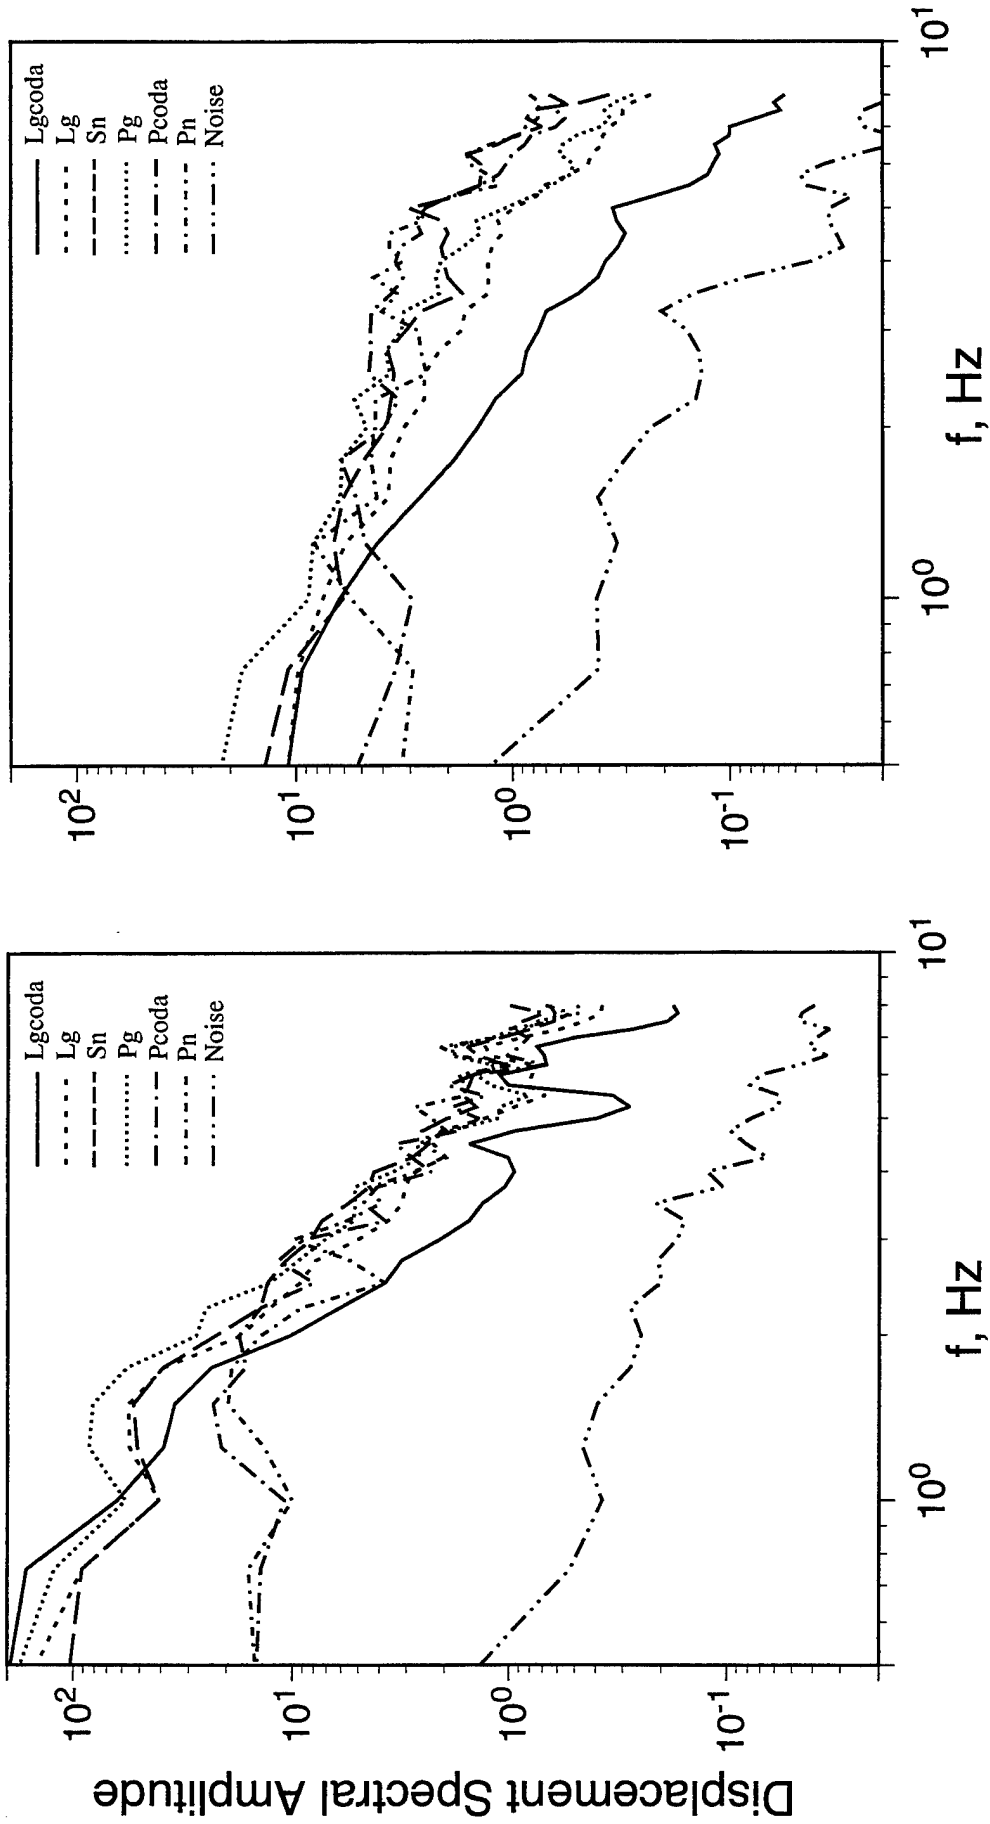 Displacement Spectral Amplitude
10²
10¹
10⁰
10⁻¹
10⁰
10¹
f, Hz
Lgcoda
Lg
Sn
Pg
Pcoda
Pn
Noise
10²
10¹
10⁰
10⁻¹
10⁰
10¹
f, Hz
Lgcoda
Lg
Sn
Pg
Pcoda
Pn
Noise